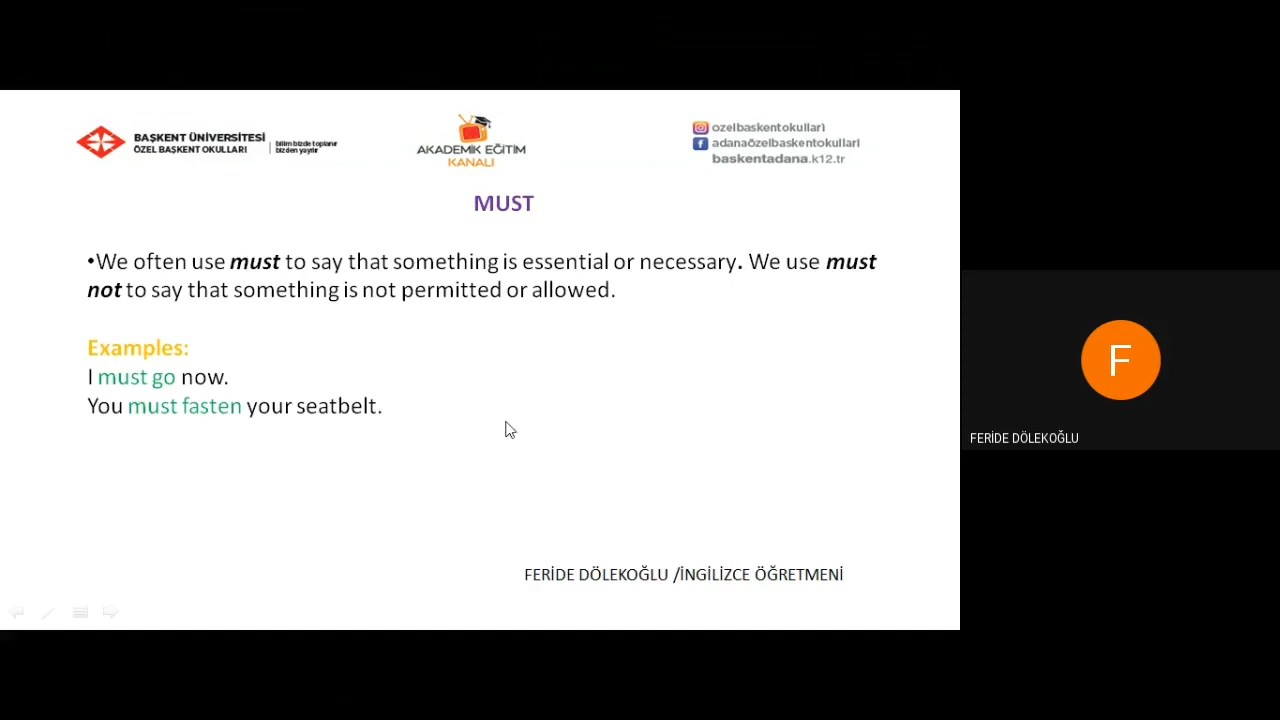 BAŞKENT ÜNİVERSİTESİ
ÖZEL BAŞKENT OKULLARI
bilim bizde toplanır
bizden yayılır
AKADEMİK EĞİTİM
KANALI
ozelbaskentokullari
adanaözelbaskentokullari
baskentadana.k12.tr
MUST
•We often use must to say that something is essential or necessary. We use must
not to say that something is not permitted or allowed.
Examples:
I must go now.
You must fasten your seatbelt.
FERİDE DÖLEKOĞLU /İNGİLİZCE ÖĞRETMENİ
F
FERİDE DÖLEKOĞLU